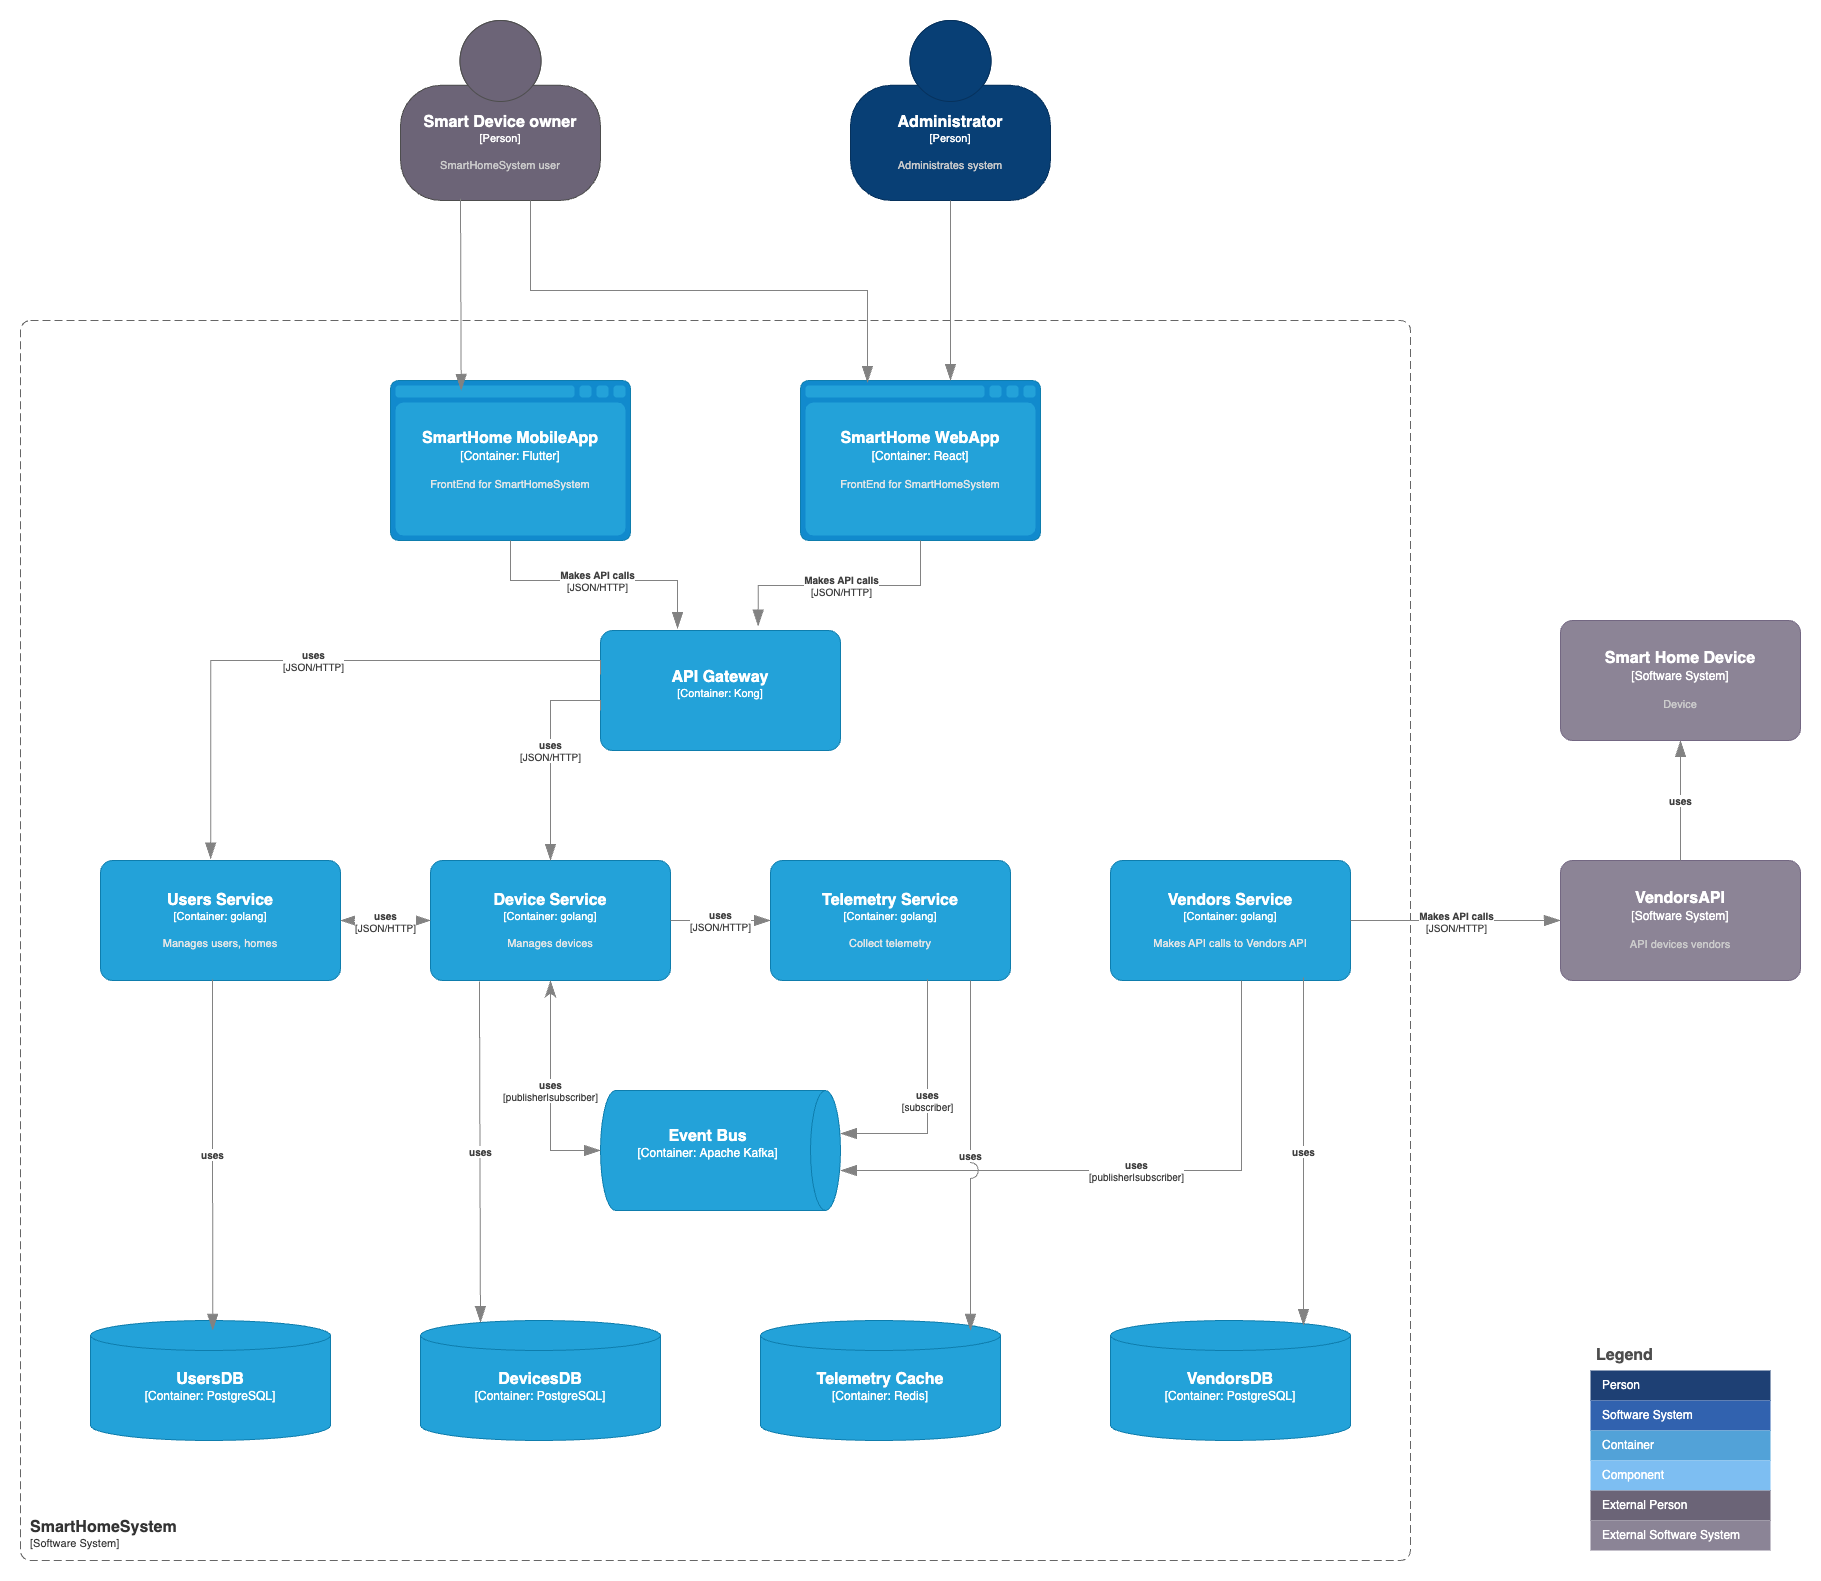 Smart Device owner
[Person]
SmartHomeSystem user
Administrator
[Person]
Administrates system
SmartHome MobileApp
[Container: Flutter]
FrontEnd for SmartHomeSystem
SmartHome WebApp
[Container: React]
FrontEnd for SmartHomeSystem
Makes API calls
[JSON/HTTP]
Makes API calls
[JSON/HTTP]
API Gateway
[Container: Kong]
uses
[JSON/HTTP]
uses
[JSON/HTTP]
Smart Home Device
[Software System]
Device
uses
Users Service
[Container: golang]
Manages users, homes
uses
[JSON/HTTP]
Device Service
[Container: golang]
Manages devices
uses
[JSON/HTTP]
Telemetry Service
[Container: golang]
Collect telemetry
Vendors Service
[Container: golang]
Makes API calls to Vendors API
Makes API calls
[JSON/HTTP]
VendorsAPI
[Software System]
API devices vendors
uses
[publisher|subscriber]
uses
[subscriber]
Event Bus
[Container: Apache Kafka]
uses
uses
uses
uses
[publisher|subscriber]
uses
UsersDB
[Container: PostgreSQL]
DevicesDB
[Container: PostgreSQL]
Telemetry Cache
[Container: Redis]
VendorsDB
[Container: PostgreSQL]
Legend
Person
Software System
Container
Component
External Person
External Software System
SmartHomeSystem
[Software System]